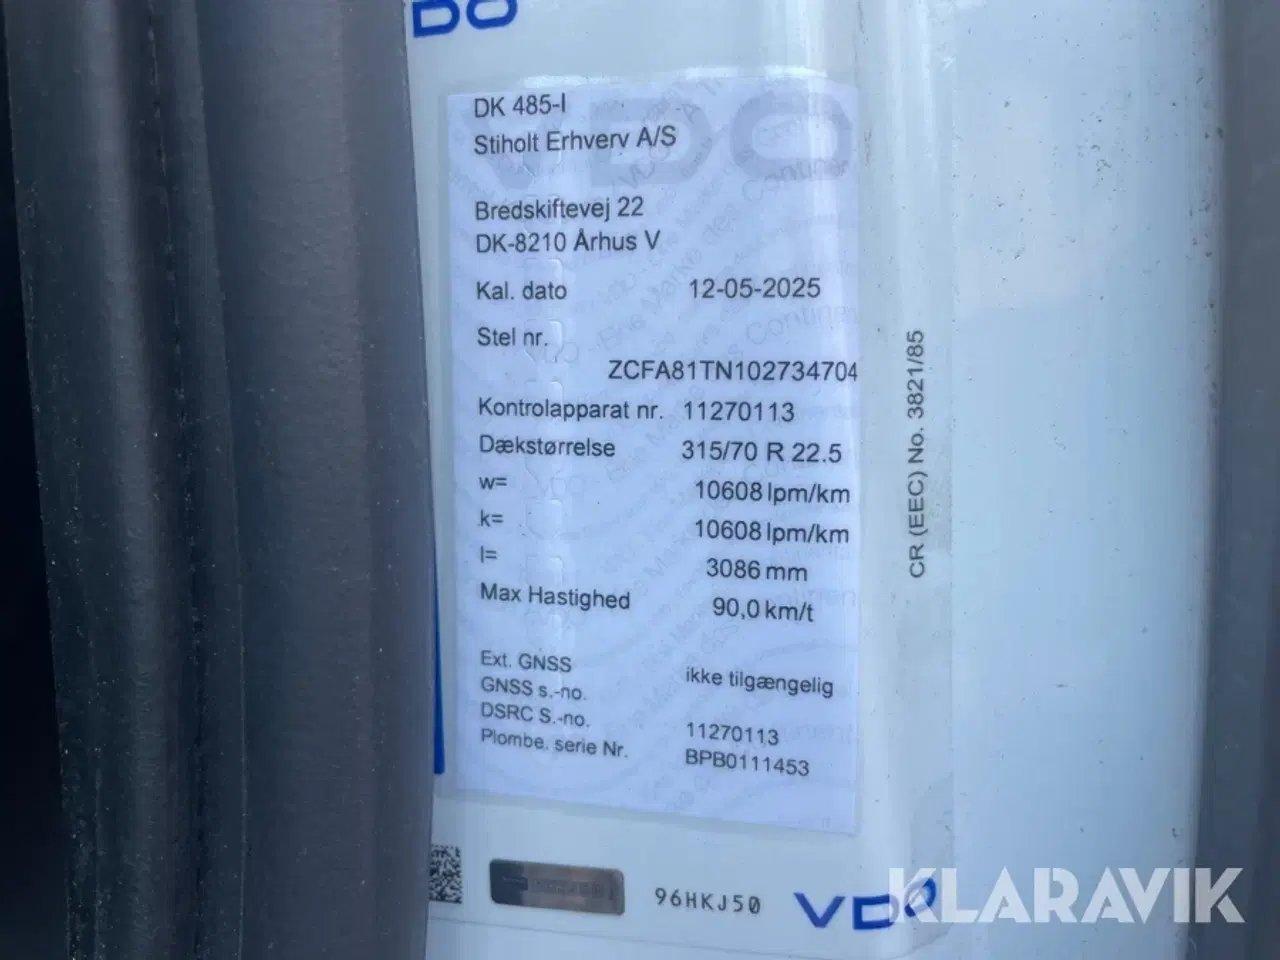 VDO
DK 485-I
Stiholt Erhverv A/S
Bredskiftevej 22
DK-8210 Århus V
Kal. dato 12-05-2025
Stel nr.
ZCFA81TN102734704
Kontrolapparat nr. 11270113
Dækstørrelse 315/70 R 22.5
w= 10608 lpm/km
k= 10608 lpm/km
l= 3086 mm
Max Hastighed 90,0 km/t
Ext. GNSS
GNSS s.-no. ikke tilgængelig
DSRC S.-no. 11270113
Plombe. serie Nr. BPB0111453
CR (EEC) No. 3821/85
96HKJ50
VDO
KLARAVIK